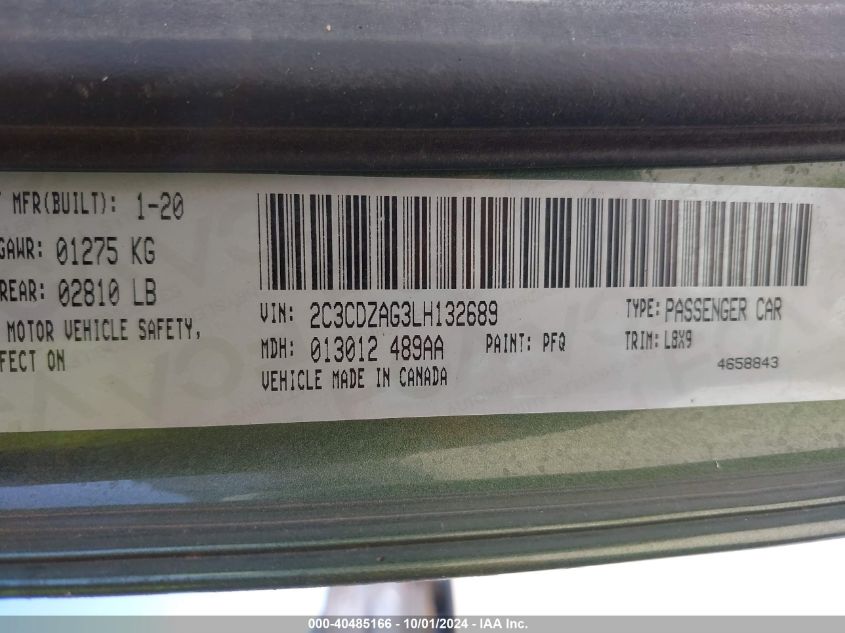 MFR(BUILT): 1-20
GAWR: 01275 KG
REAR: 02810 LB
MOTOR VEHICLE SAFETY,
FECT ON
VIN: 2C3CDZAG3LH132689
TYPE: PASSENGER CAR
MDH: 013012 489AA
PAINT: PFQ
TRIM: LBX9
VEHICLE MADE IN CANADA
4658843
000-40485166 - 10/01/2024 - IAA Inc.